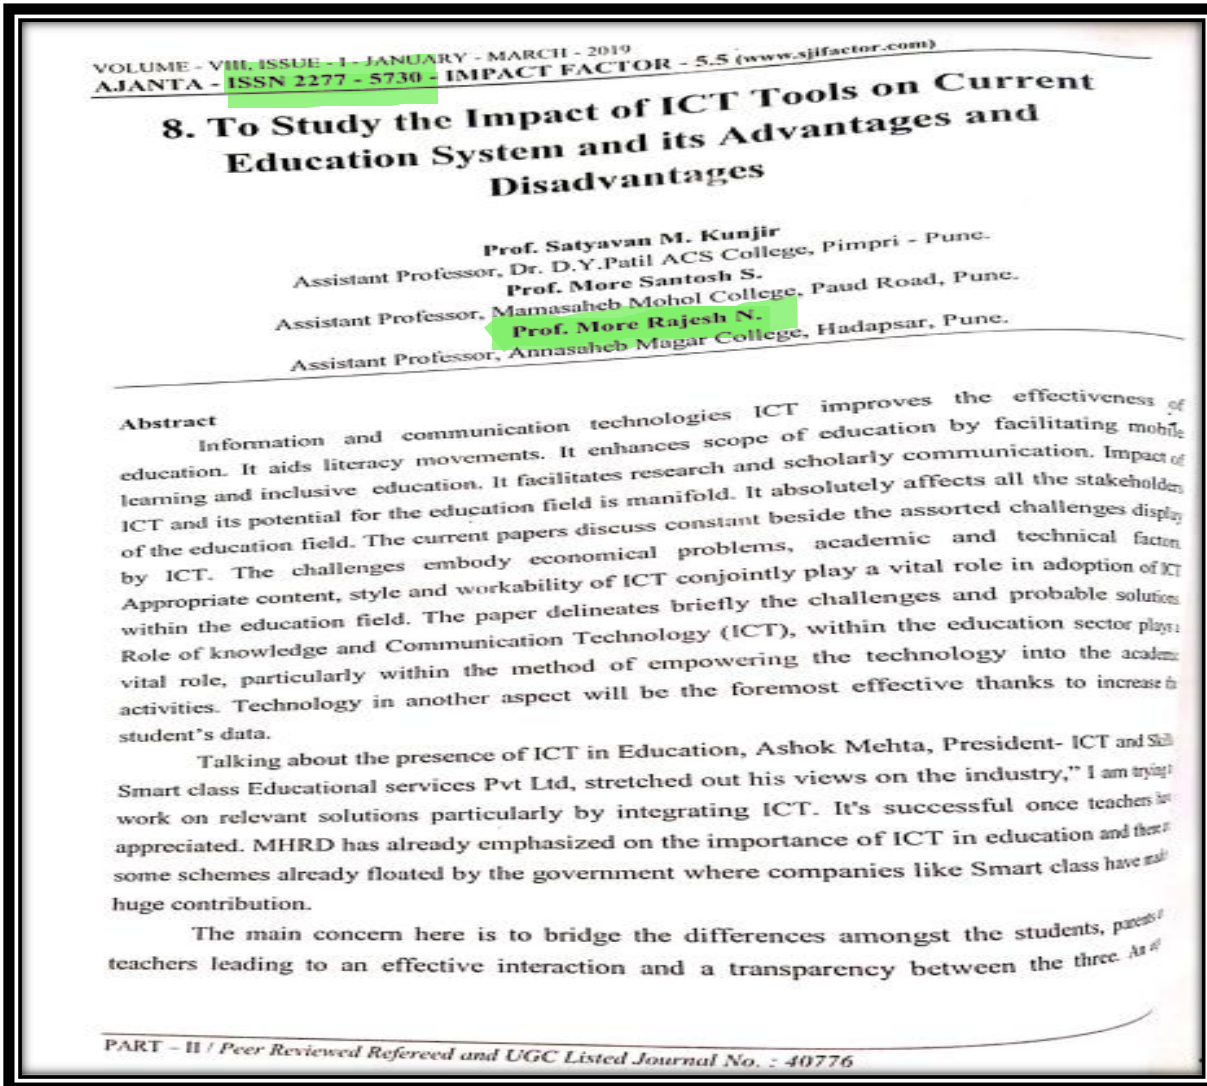 VOLUME - VIII, ISSUE - I - JANUARY - MARCH - 2019
AJANTA - ISSN 2277 - 5730 - IMPACT FACTOR - 5.5 (www.sjifactor.com)
8. To Study the Impact of ICT Tools on Current
Education System and its Advantages and
Disadvantages
Prof. Satyavan M. Kunjir
Assistant Professor, Dr. D.Y.Patil ACS College, Pimpri - Pune.
Prof. More Santosh S.
Assistant Professor, Mamasaheb Mohol College, Paud Road, Pune.
Prof. More Rajesh N.
Assistant Professor, Annasaheb Magar College, Hadapsar, Pune.
Abstract
Information and communication technologies ICT improves the effectiveness of
education. It aids literacy movements. It enhances scope of education by facilitating mobile
learning and inclusive education. It facilitates research and scholarly communication. Impact of
ICT and its potential for the education field is manifold. It absolutely affects all the stakeholders
of the education field. The current papers discuss constant beside the assorted challenges display
by ICT. The challenges embody economical problems, academic and technical factors
Appropriate content, style and workability of ICT conjointly play a vital role in adoption of ICT
within the education field. The paper delineates briefly the challenges and probable solutions
Role of knowledge and Communication Technology (ICT), within the education sector plays a
vital role, particularly within the method of empowering the technology into the academic
activities. Technology in another aspect will be the foremost effective thanks to increase
student's data.
Talking about the presence of ICT in Education, Ashok Mehta, President- ICT and
Smart class Educational services Pvt Ltd, stretched out his views on the industry,” I am trying
work on relevant solutions particularly by integrating ICT. It's successful once teachers
appreciated. MHRD has already emphasized on the importance of ICT in education and
some schemes already floated by the government where companies like Smart class have
huge contribution.
The main concern here is to bridge the differences amongst the students, parents
teachers leading to an effective interaction and a transparency between the three. An
PART – II / Peer Reviewed Refereed and UGC Listed Journal No. : 40776